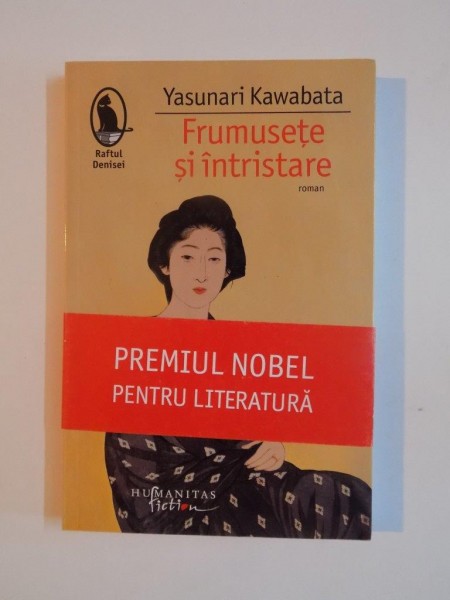 Yasunari Kawabata
Frumusețe
și întristare
roman
Raftul
Denisei
PREMIUL NOBEL
PENTRU LITERATURĂ
HUMANITAS
fiction